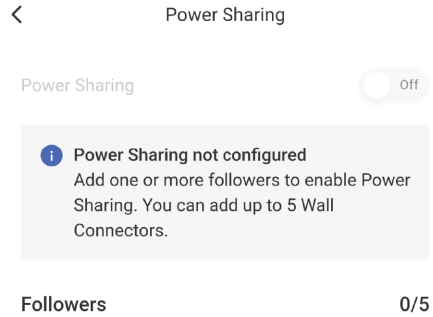 Power Sharing
Power Sharing
Off
Power Sharing not configured
Add one or more followers to enable Power
Sharing. You can add up to 5 Wall
Connectors.
Followers
0/5